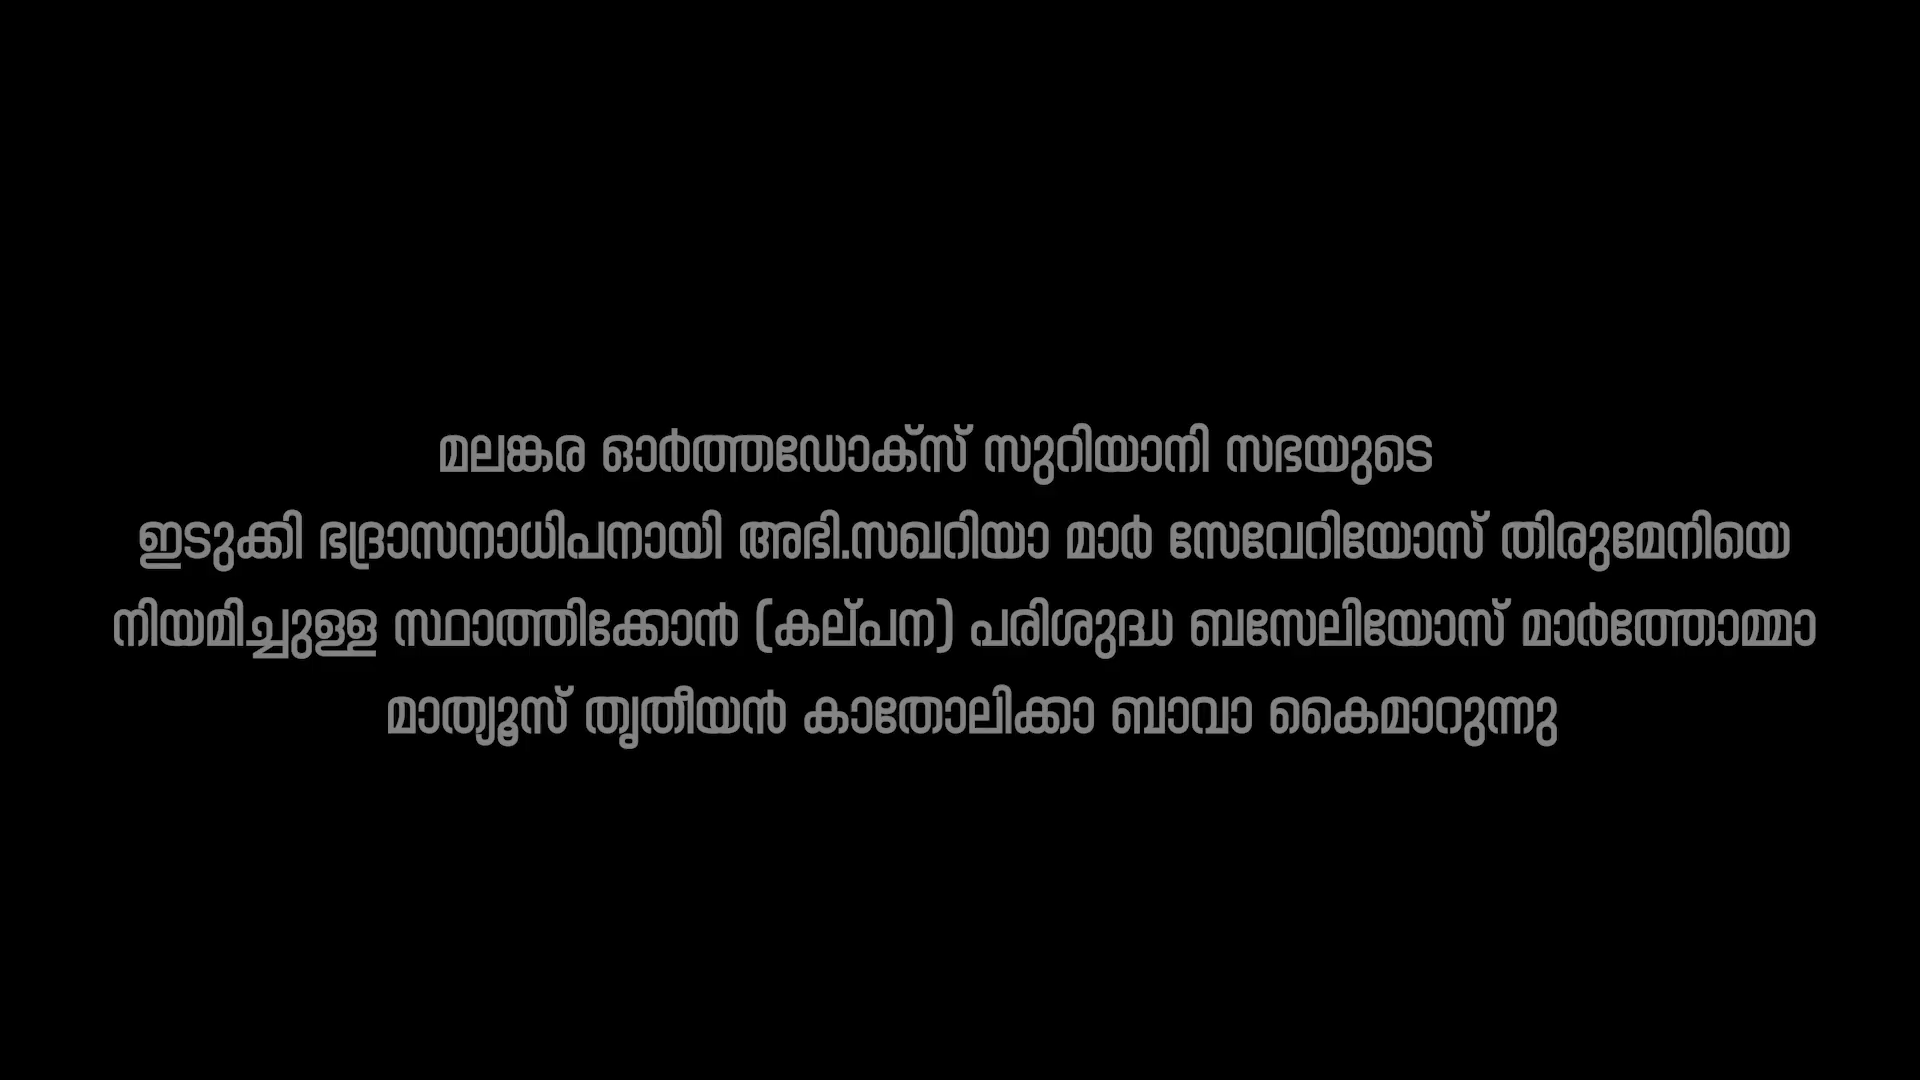 മലങ്കര ഓർത്തഡോക്സ് സുറിയാനി സഭയുടെ
ഇടുക്കി ഭദ്രാസനാധിപനായി അഭി.സഖറിയാ മാർ സേവേറിയോസ് തിരുമേനിയെ
നിയമിച്ചുള്ള സ്ഥാത്തിക്കോൻ (കല്പന) പരിശുദ്ധ ബസേലിയോസ് മാർത്തോമ്മാ
മാത്യൂസ് തൃതീയൻ കാതോലിക്കാ ബാവാ കൈമാറുന്നു